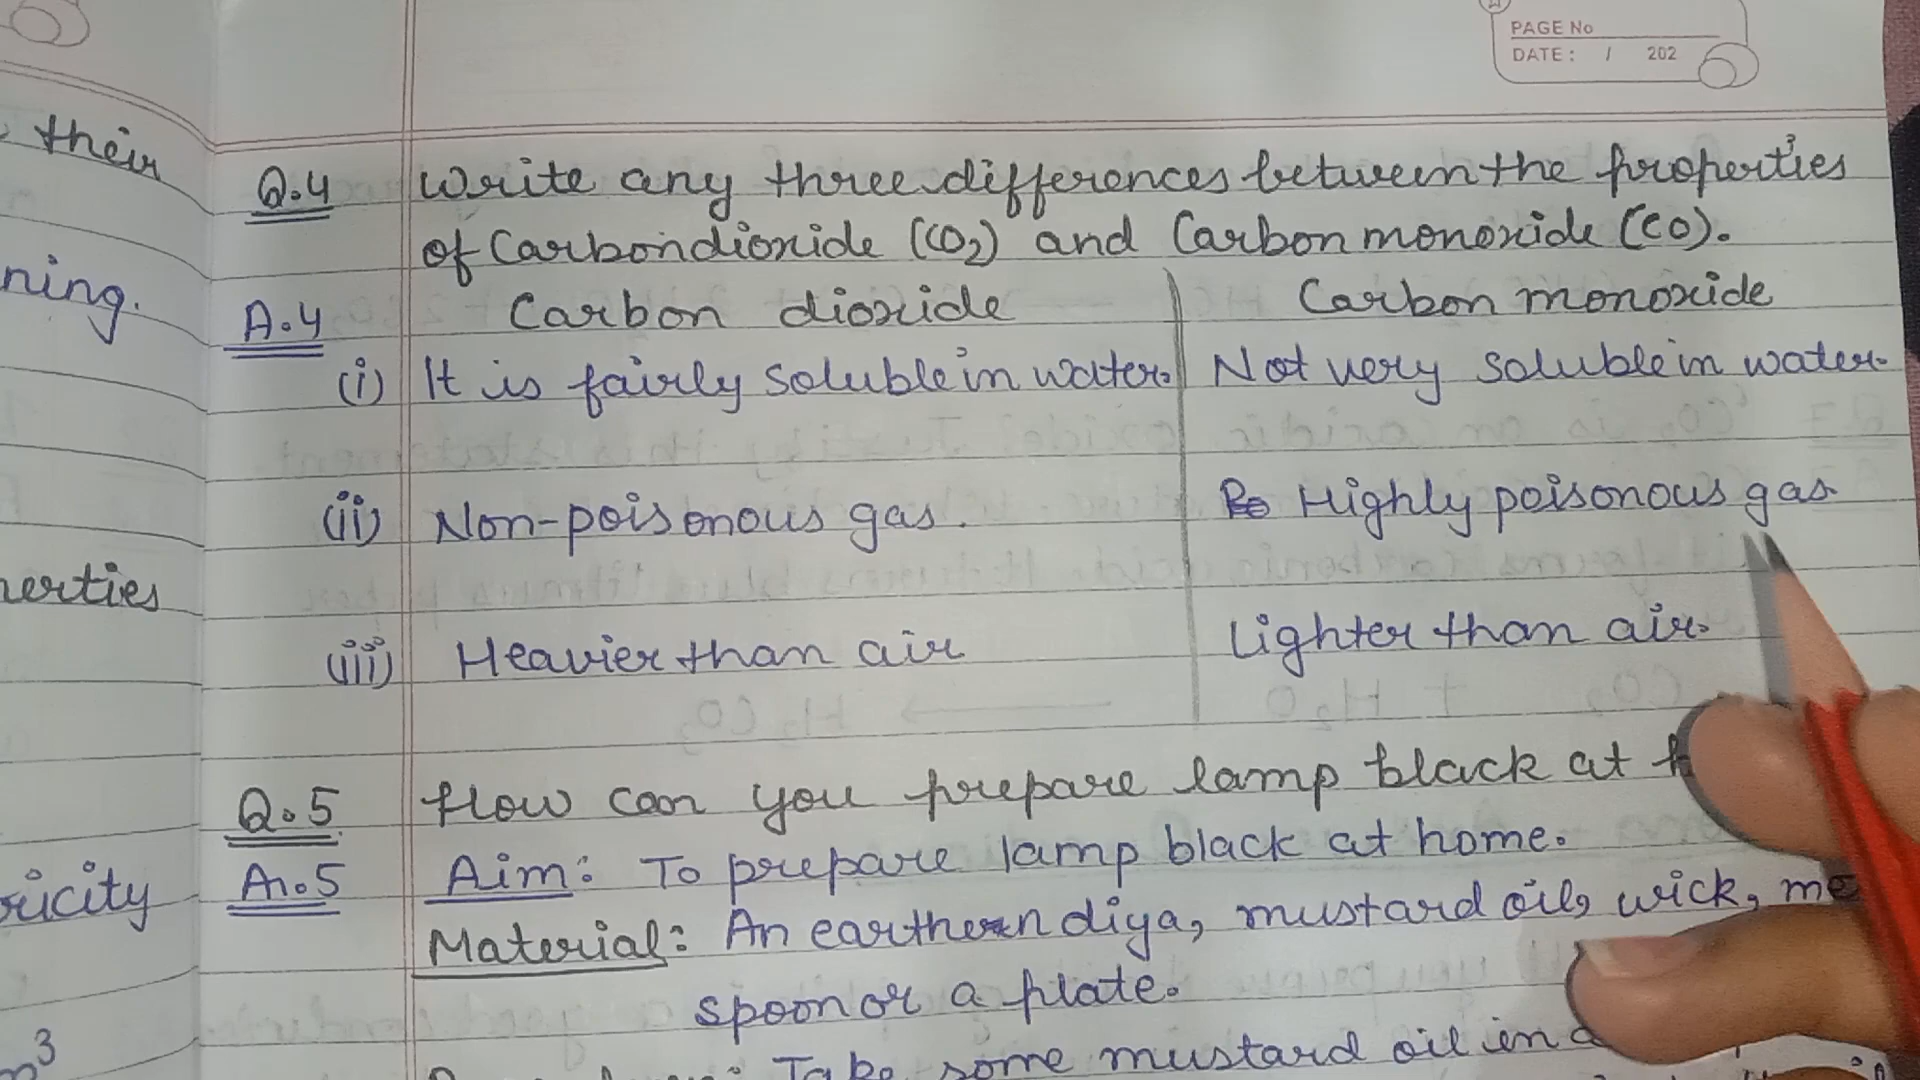 PAGE No
DATE: / 202
their
ning.
nerties
ricity
3
Q.4 Write any three differences between the properties
of Carbondioxide (CO2) and Carbon monoxide (CO).
A.4 Carbon dioxide Carbon monoxide
(i) It is fairly soluble in water. Not very soluble in water.
(ii) Non-poisonous gas. Highly poisonous gas.
(iii) Heavier than air Lighter than air.
Q.5 How can you prepare lamp black at
An.5 Aim: To prepare lamp black at home.
Material: An earthen diya, mustard oil, wick, me
spoon or a plate.
Take some mustard oil in a